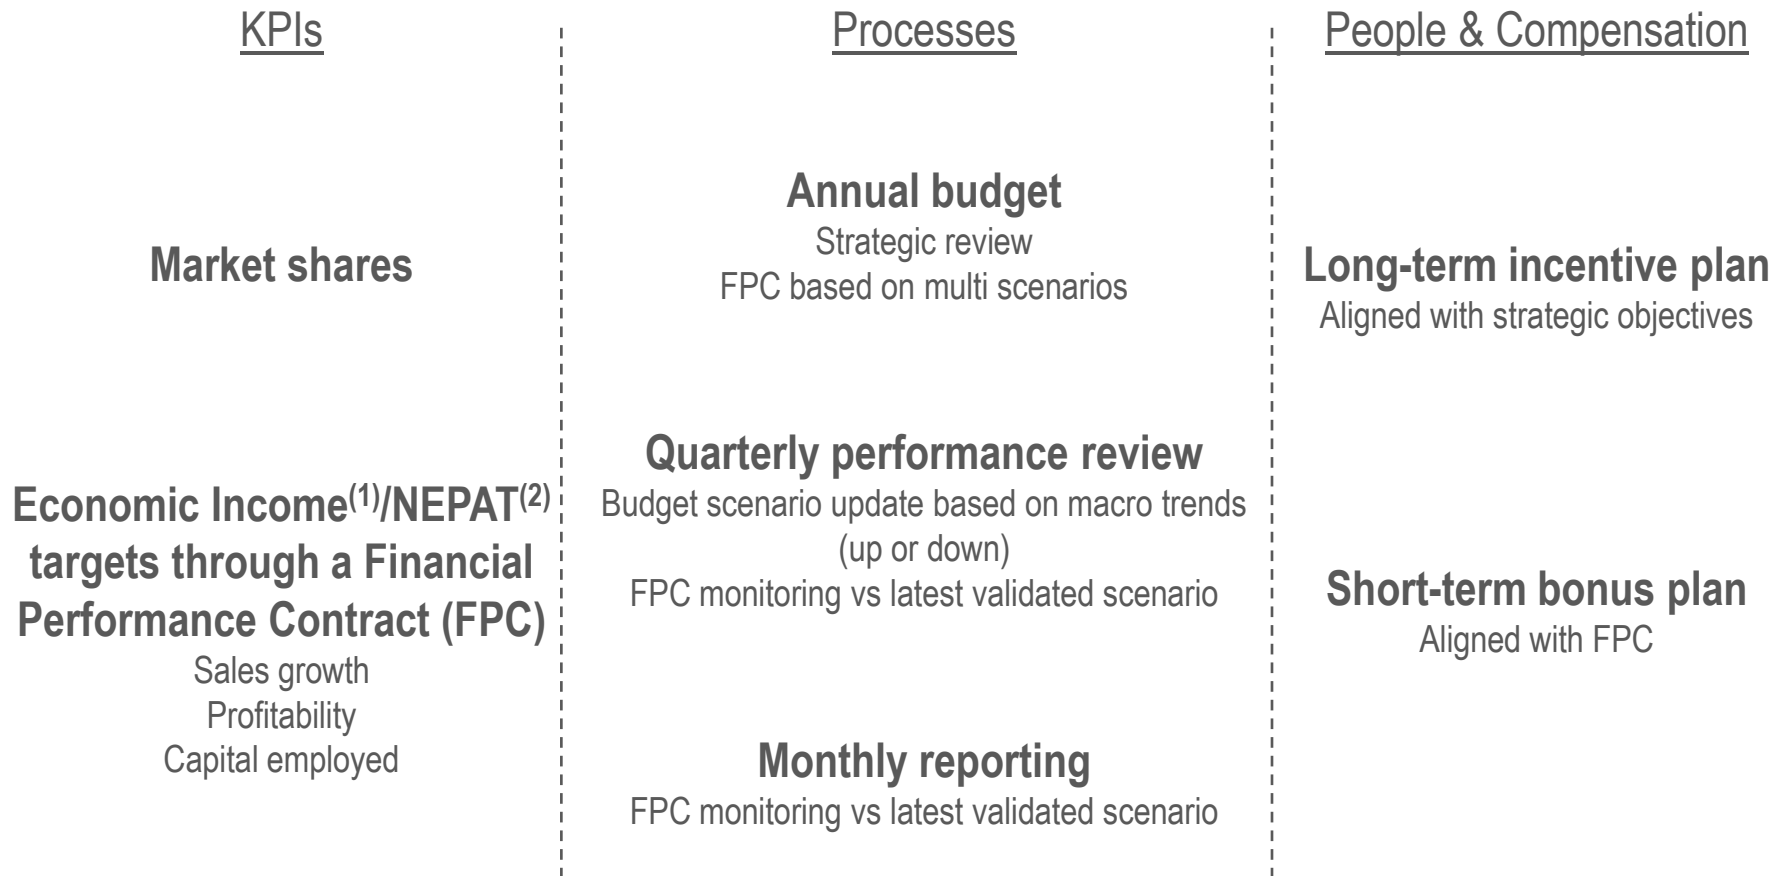 KPIs
Market shares
Economic Income(1)/NEPAT(2)
targets through a Financial
Performance Contract (FPC)
Sales growth
Profitability
Capital employed
Processes
Annual budget
Strategic review
FPC based on multi scenarios
Quarterly performance review
Budget scenario update based on macro trends
(up or down)
FPC monitoring vs latest validated scenario
Monthly reporting
FPC monitoring vs latest validated scenario
People & Compensation
Long-term incentive plan
Aligned with strategic objectives
Short-term bonus plan
Aligned with FPC